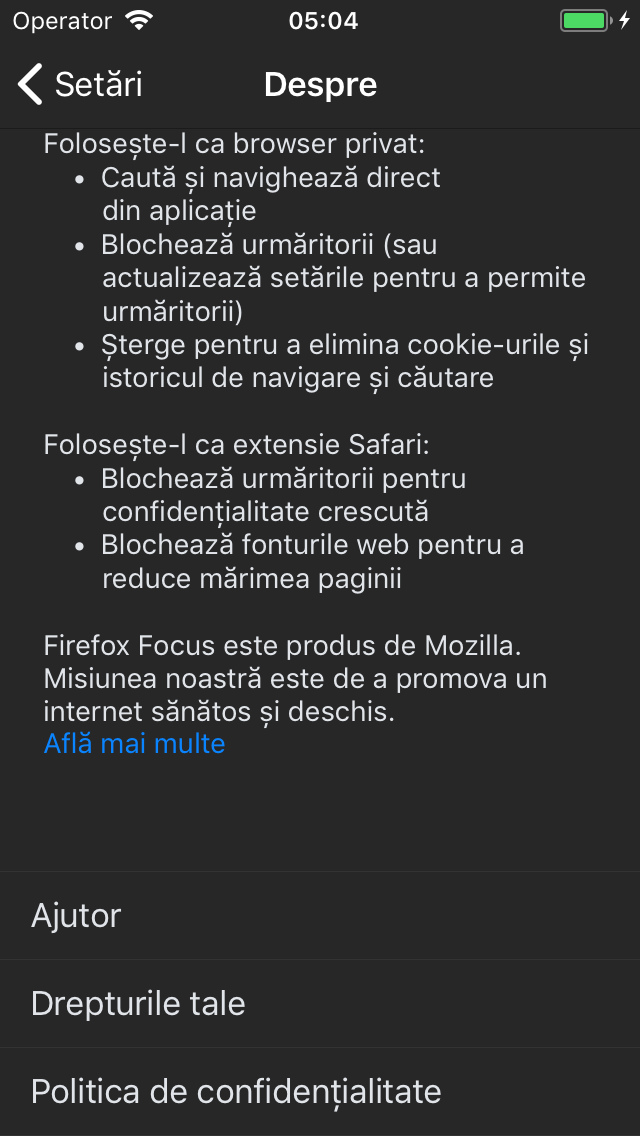 Operator
05:04
Setări
Despre
Folosește-l ca browser privat:
• Caută și navighează direct
din aplicație
• Blochează urmăritorii (sau
actualizează setările pentru a permite
urmăritorii)
• Șterge pentru a elimina cookie-urile și
istoricul de navigare și căutare
Folosește-l ca extensie Safari:
• Blochează urmăritorii pentru
confidențialitate crescută
• Blochează fonturile web pentru a
reduce mărimea paginii
Firefox Focus este produs de Mozilla.
Misiunea noastră este de a promova un
internet sănătos și deschis.
Află mai multe
Ajutor
Drepturile tale
Politica de confidențialitate